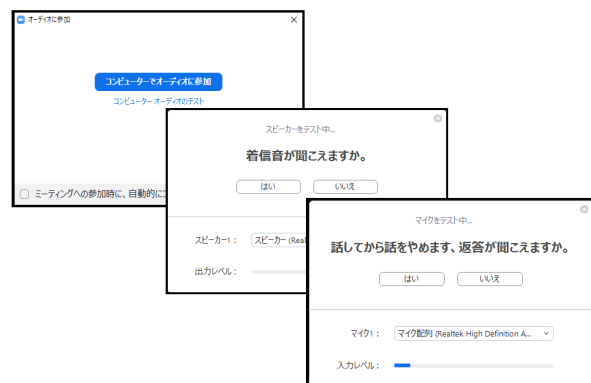 オーディオに参加
コンピューターでオーディオに参加
コンピューター オーディオのテスト
ミーティングへの参加時に、自動的にコ
スピーカーをテスト中...
着信音が聞こえますか。
はい いいえ
スピーカー1： スピーカー (Real
出力レベル：
マイクをテスト中...
話してから話をやめます、返答が聞こえますか。
はい いいえ
マイク1： マイク配列 (Realtek High Definition A...
入力レベル：